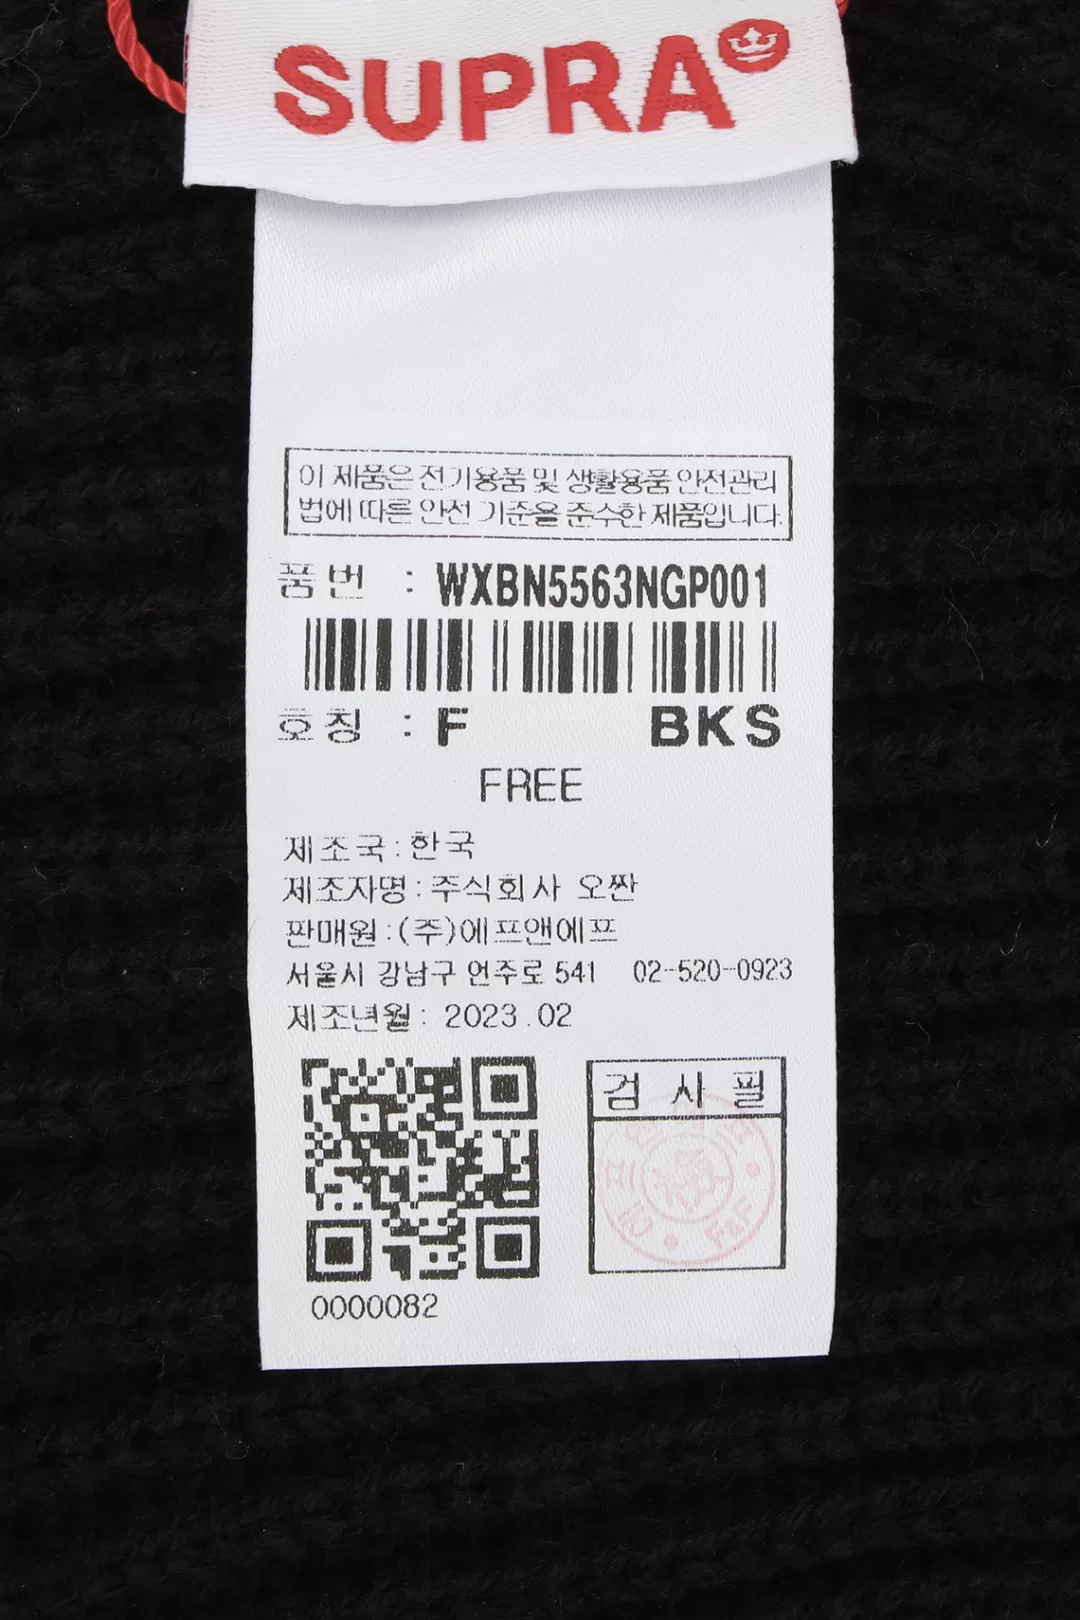 SUPRA
이 제품은 전기용품 및 생활용품 안전관리
법에 따른 안전 기준을 준수한 제품입니다.
품번 : WXBN5563NGP001
호칭 : F BKS
FREE
제조국:한국
제조자명:주식회사 오짠
판매원:(주)에프앤에프
서울시 강남구 언주로 541 02-520-0923
제조년월: 2023.02
검사필
F&F
0000082